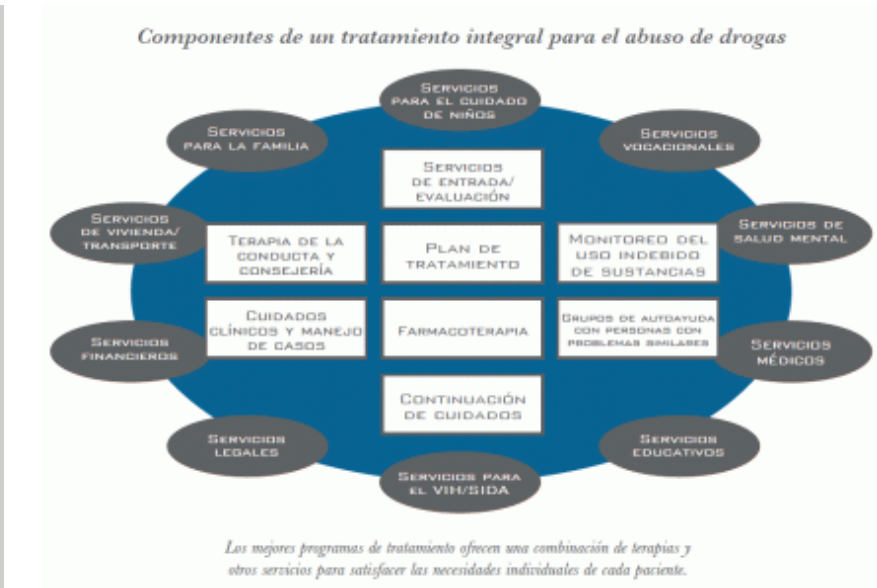 Componentes de un tratamiento integral para el abuso de drogas
SERVICIOS
PARA EL CUIDADO
DE NIÑOS
SERVICIOS
PARA LA FAMILIA
SERVICIOS
VOCACIONALES
SERVICIOS
DE ENTRADA/
EVALUACIÓN
SERVICIOS
DE VIVIENDA/
TRANSPORTE
TERAPIA DE LA
CONDUCTA Y
CONSEJERÍA
PLAN DE
TRATAMIENTO
MONITOREO DEL
USO INDEBIDO
DE SUSTANCIAS
SERVICIOS DE
SALUD MENTAL
SERVICIOS
FINANCIEROS
CUIDADOS
CLÍNICOS Y MANEJO
DE CASOS
FARMACOTERAPIA
GRUPOS DE AUTOAYUDA
CON PERSONAS CON
PROBLEMAS SIMILARES
SERVICIOS
MÉDICOS
CONTINUACIÓN
DE CUIDADOS
SERVICIOS
LEGALES
SERVICIOS
EDUCATIVOS
SERVICIOS PARA
EL VIH/SIDA
Los mejores programas de tratamiento ofrecen una combinación de terapias y
otros servicios para satisfacer las necesidades individuales de cada paciente.